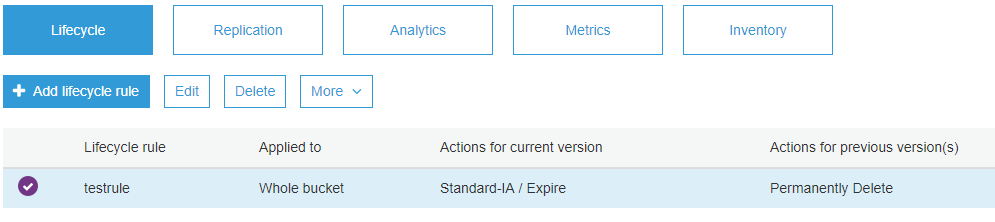 Lifecycle Replication Analytics Metrics Inventory
+ Add lifecycle rule Edit Delete More
Lifecycle rule Applied to Actions for current version Actions for previous version(s)
testrule Whole bucket Standard-IA / Expire Permanently Delete